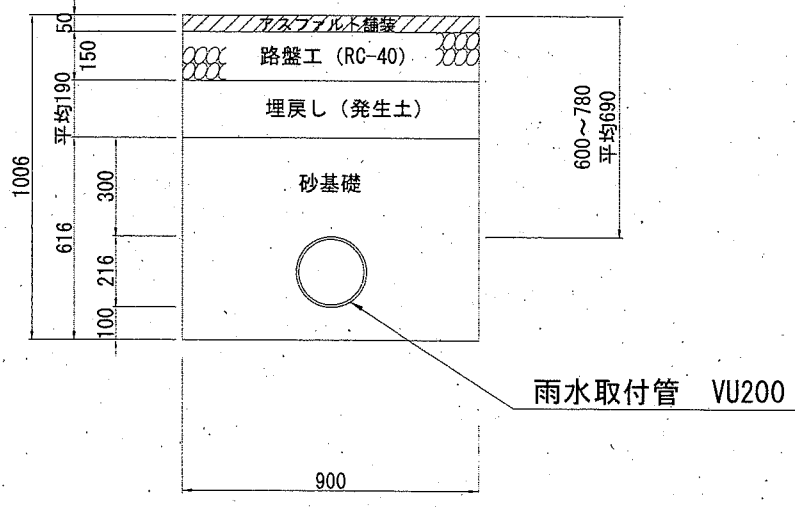 50
アスファルト舗装
150
路盤工 (RC-40)
平均190
埋戻し (発生土)
600~780
平均690
1006
616
300
砂基礎
216
100
雨水取付管 VU200
900